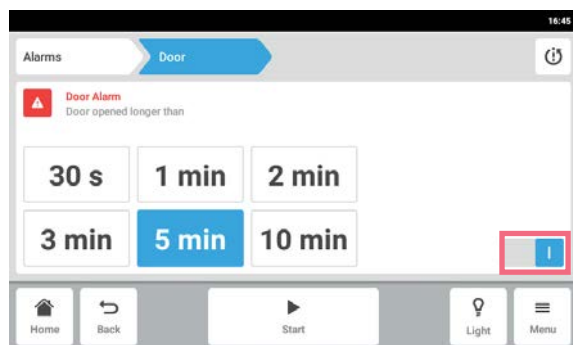 16:45
Alarms Door
Door Alarm
Door opened longer than
30 s 1 min 2 min
3 min 5 min 10 min
I
Home Back Start Light Menu